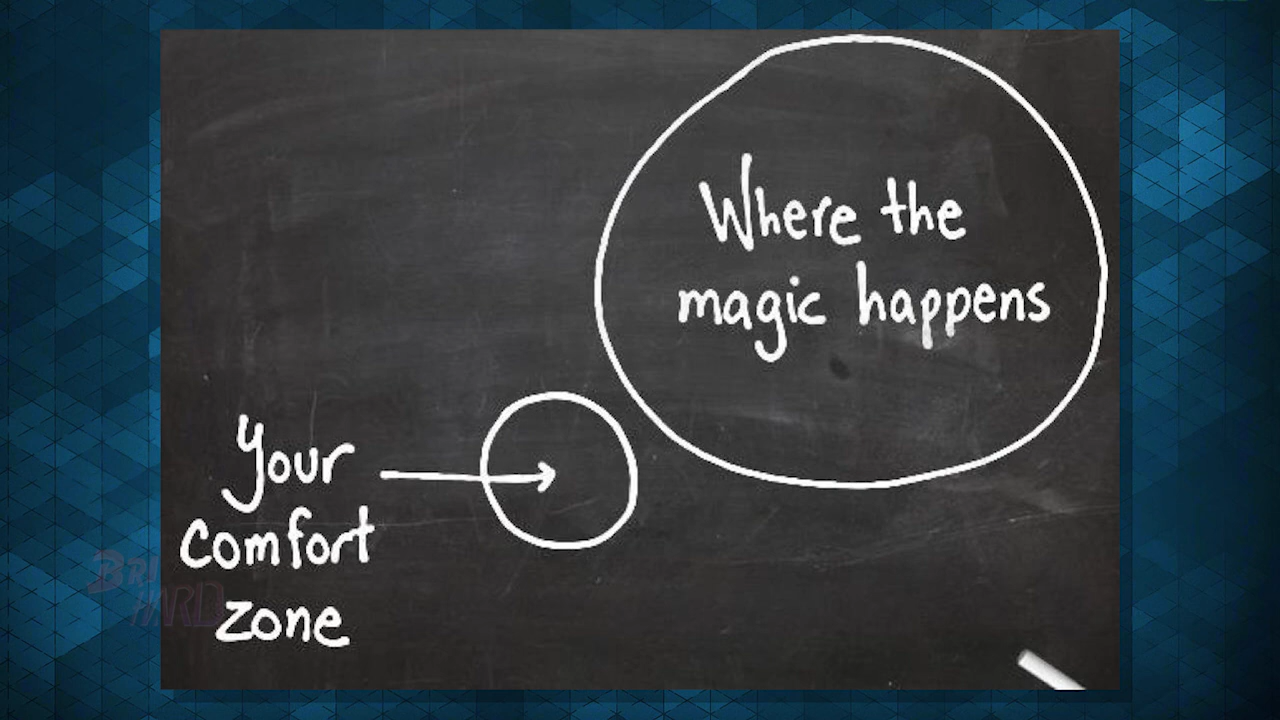 Where the
magic happens
Your
comfort
zone